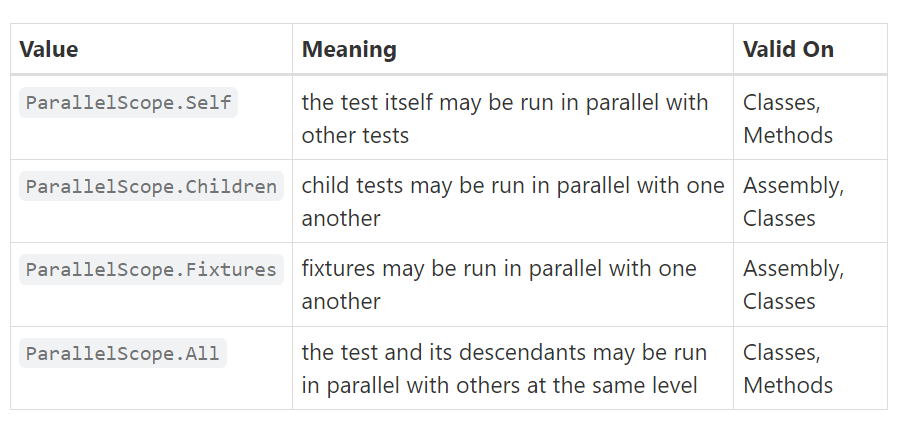 Value Meaning Valid On
ParallelScope.Self the test itself may be run in parallel with Classes,
other tests Methods
ParallelScope.Children child tests may be run in parallel with one Assembly,
another Classes
ParallelScope.Fixtures fixtures may be run in parallel with one Assembly,
another Classes
ParallelScope.All the test and its descendants may be run Classes,
in parallel with others at the same level Methods